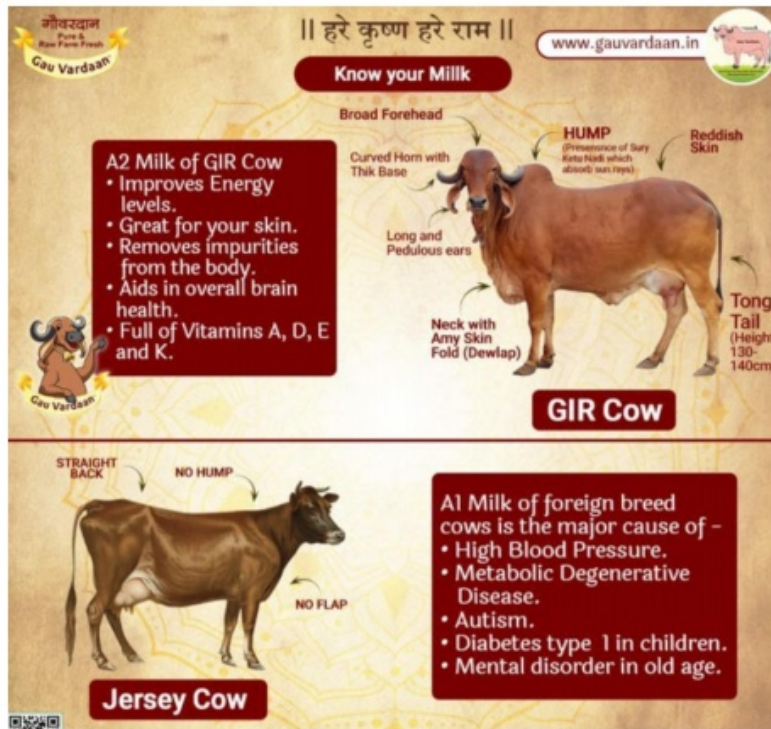 गौवरदान
Pure &
Raw Farm Fresh
Gau Vardaan
|| हरे कृष्ण हरे राम ||
www.gauvardaan.in
Know your Millk
Broad Forehead
Curved Horn with
Thik Base
HUMP
(Presensnce of Sury
Ketu Nadi which
absorb sun rays)
Reddish
Skin
A2 Milk of GIR Cow
• Improves Energy
levels.
• Great for your skin.
• Removes impurities
from the body.
• Aids in overall brain
health.
• Full of Vitamins A, D, E
and K.
Long and
Pedulous ears
Neck with
Amy Skin
Fold (Dewlap)
Tong
Tail
(Height
130-
140cm
Gau Vardaan
GIR Cow
STRAIGHT
BACK
NO HUMP
NO FLAP
Jersey Cow
A1 Milk of foreign breed
cows is the major cause of –
• High Blood Pressure.
• Metabolic Degenerative
Disease.
• Autism.
• Diabetes type 1 in children.
• Mental disorder in old age.